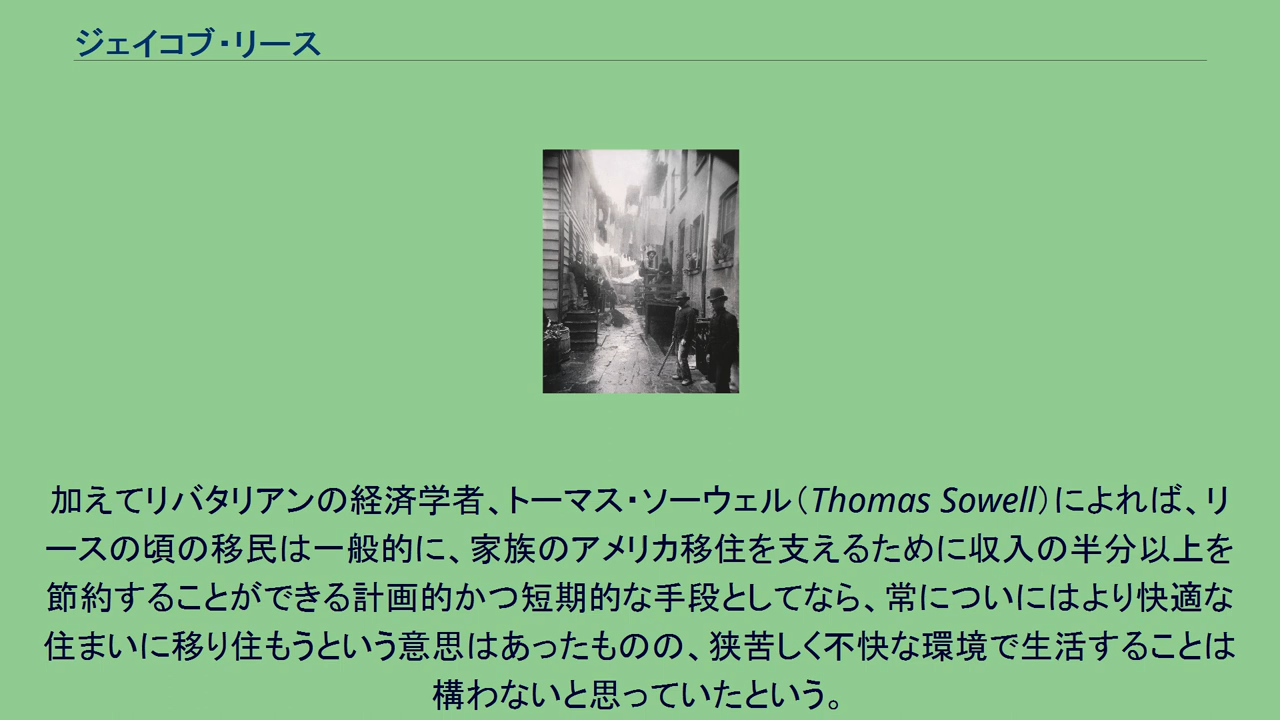 ジェイコブ・リース
加えてリバタリアンの経済学者、トーマス・ソーウェル（Thomas Sowell）によれば、リ
ースの頃の移民は一般的に、家族のアメリカ移住を支えるために収入の半分以上を
節約することができる計画的かつ短期的な手段としてなら、常についにはより快適な
住まいに移り住もうという意思はあったものの、狭苦しく不快な環境で生活することは
構わないと思っていたという。